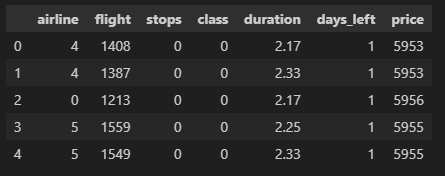 airline flight stops class duration days_left price
0 4 1408 0 0 2.17 1 5953
1 4 1387 0 0 2.33 1 5953
2 0 1213 0 0 2.17 1 5956
3 5 1559 0 0 2.25 1 5955
4 5 1549 0 0 2.33 1 5955